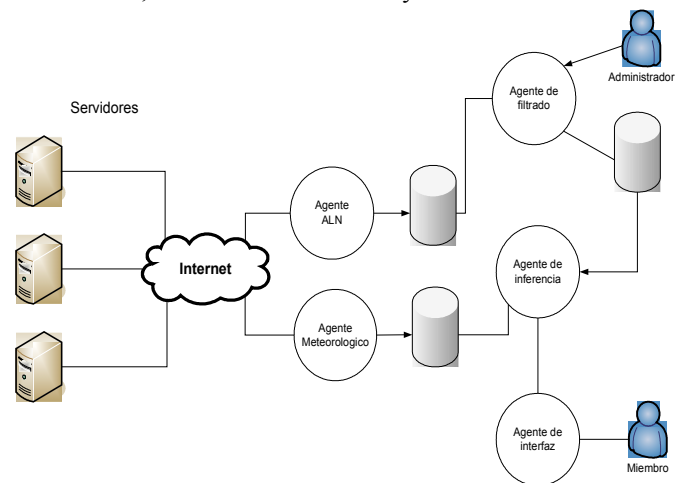 Servidores
Internet
Agente
ALN
Agente
Meteorologico
Agente de
filtrado
Administrador
Agente de
inferencia
Agente de
interfaz
Miembro